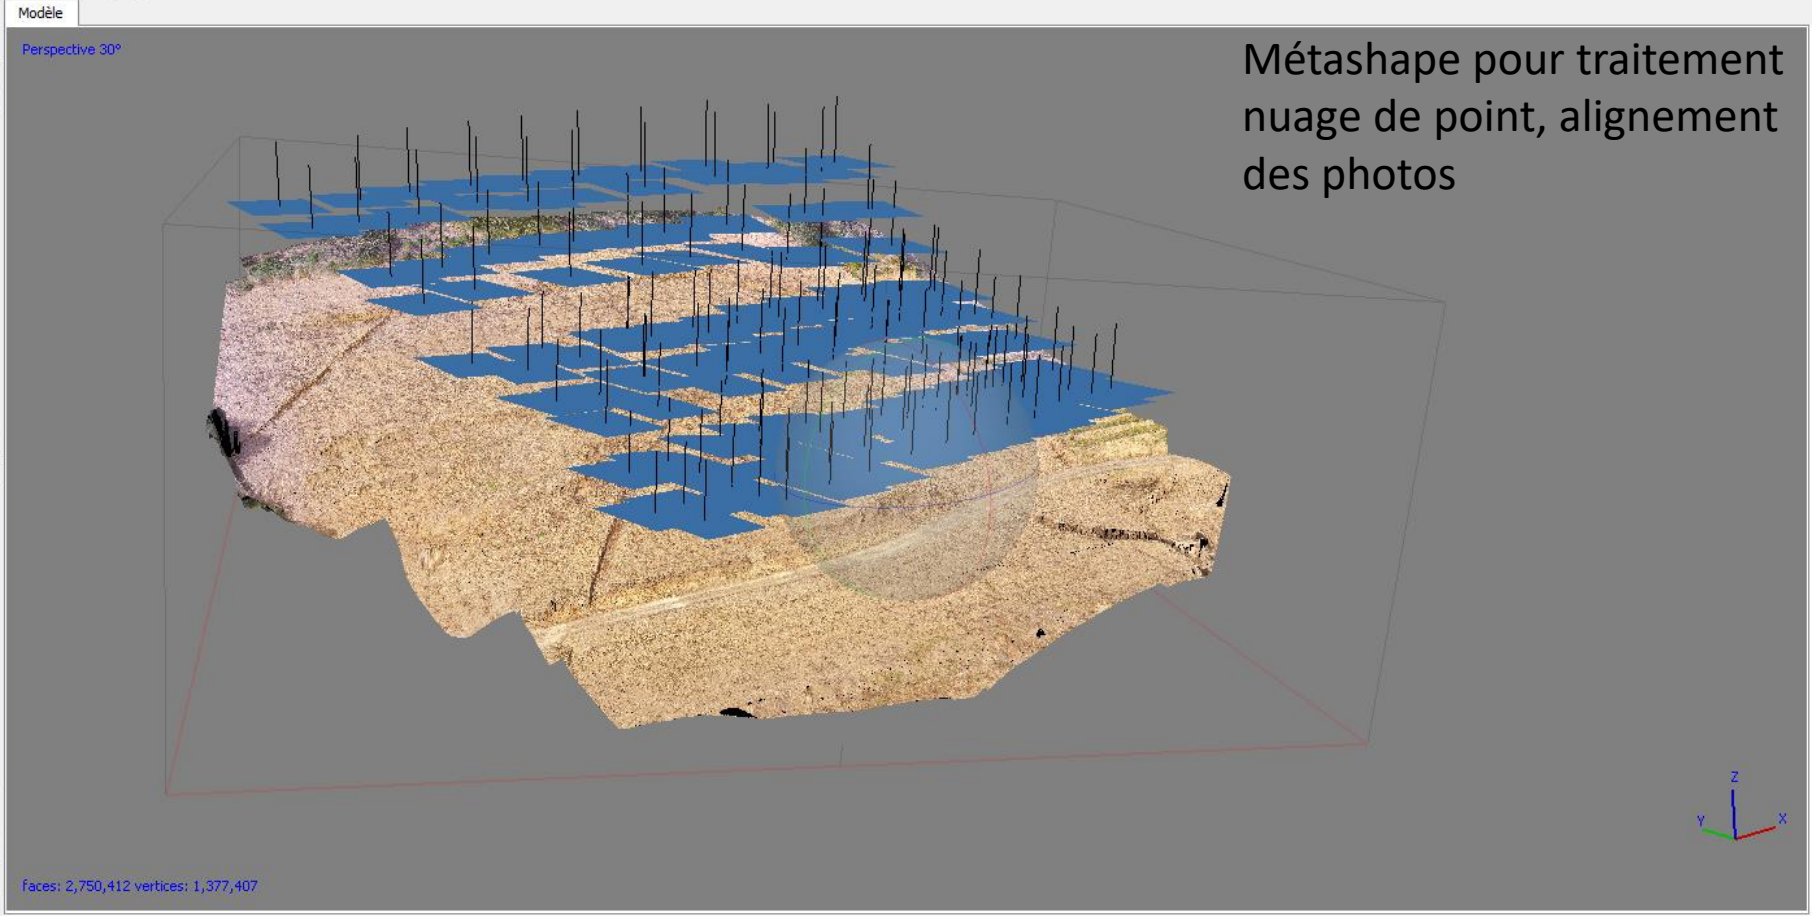 Modèle
Perspective 30°
Métashape pour traitement
nuage de point, alignement
des photos
Z
Y
X
faces: 2,750,412 vertices: 1,377,407